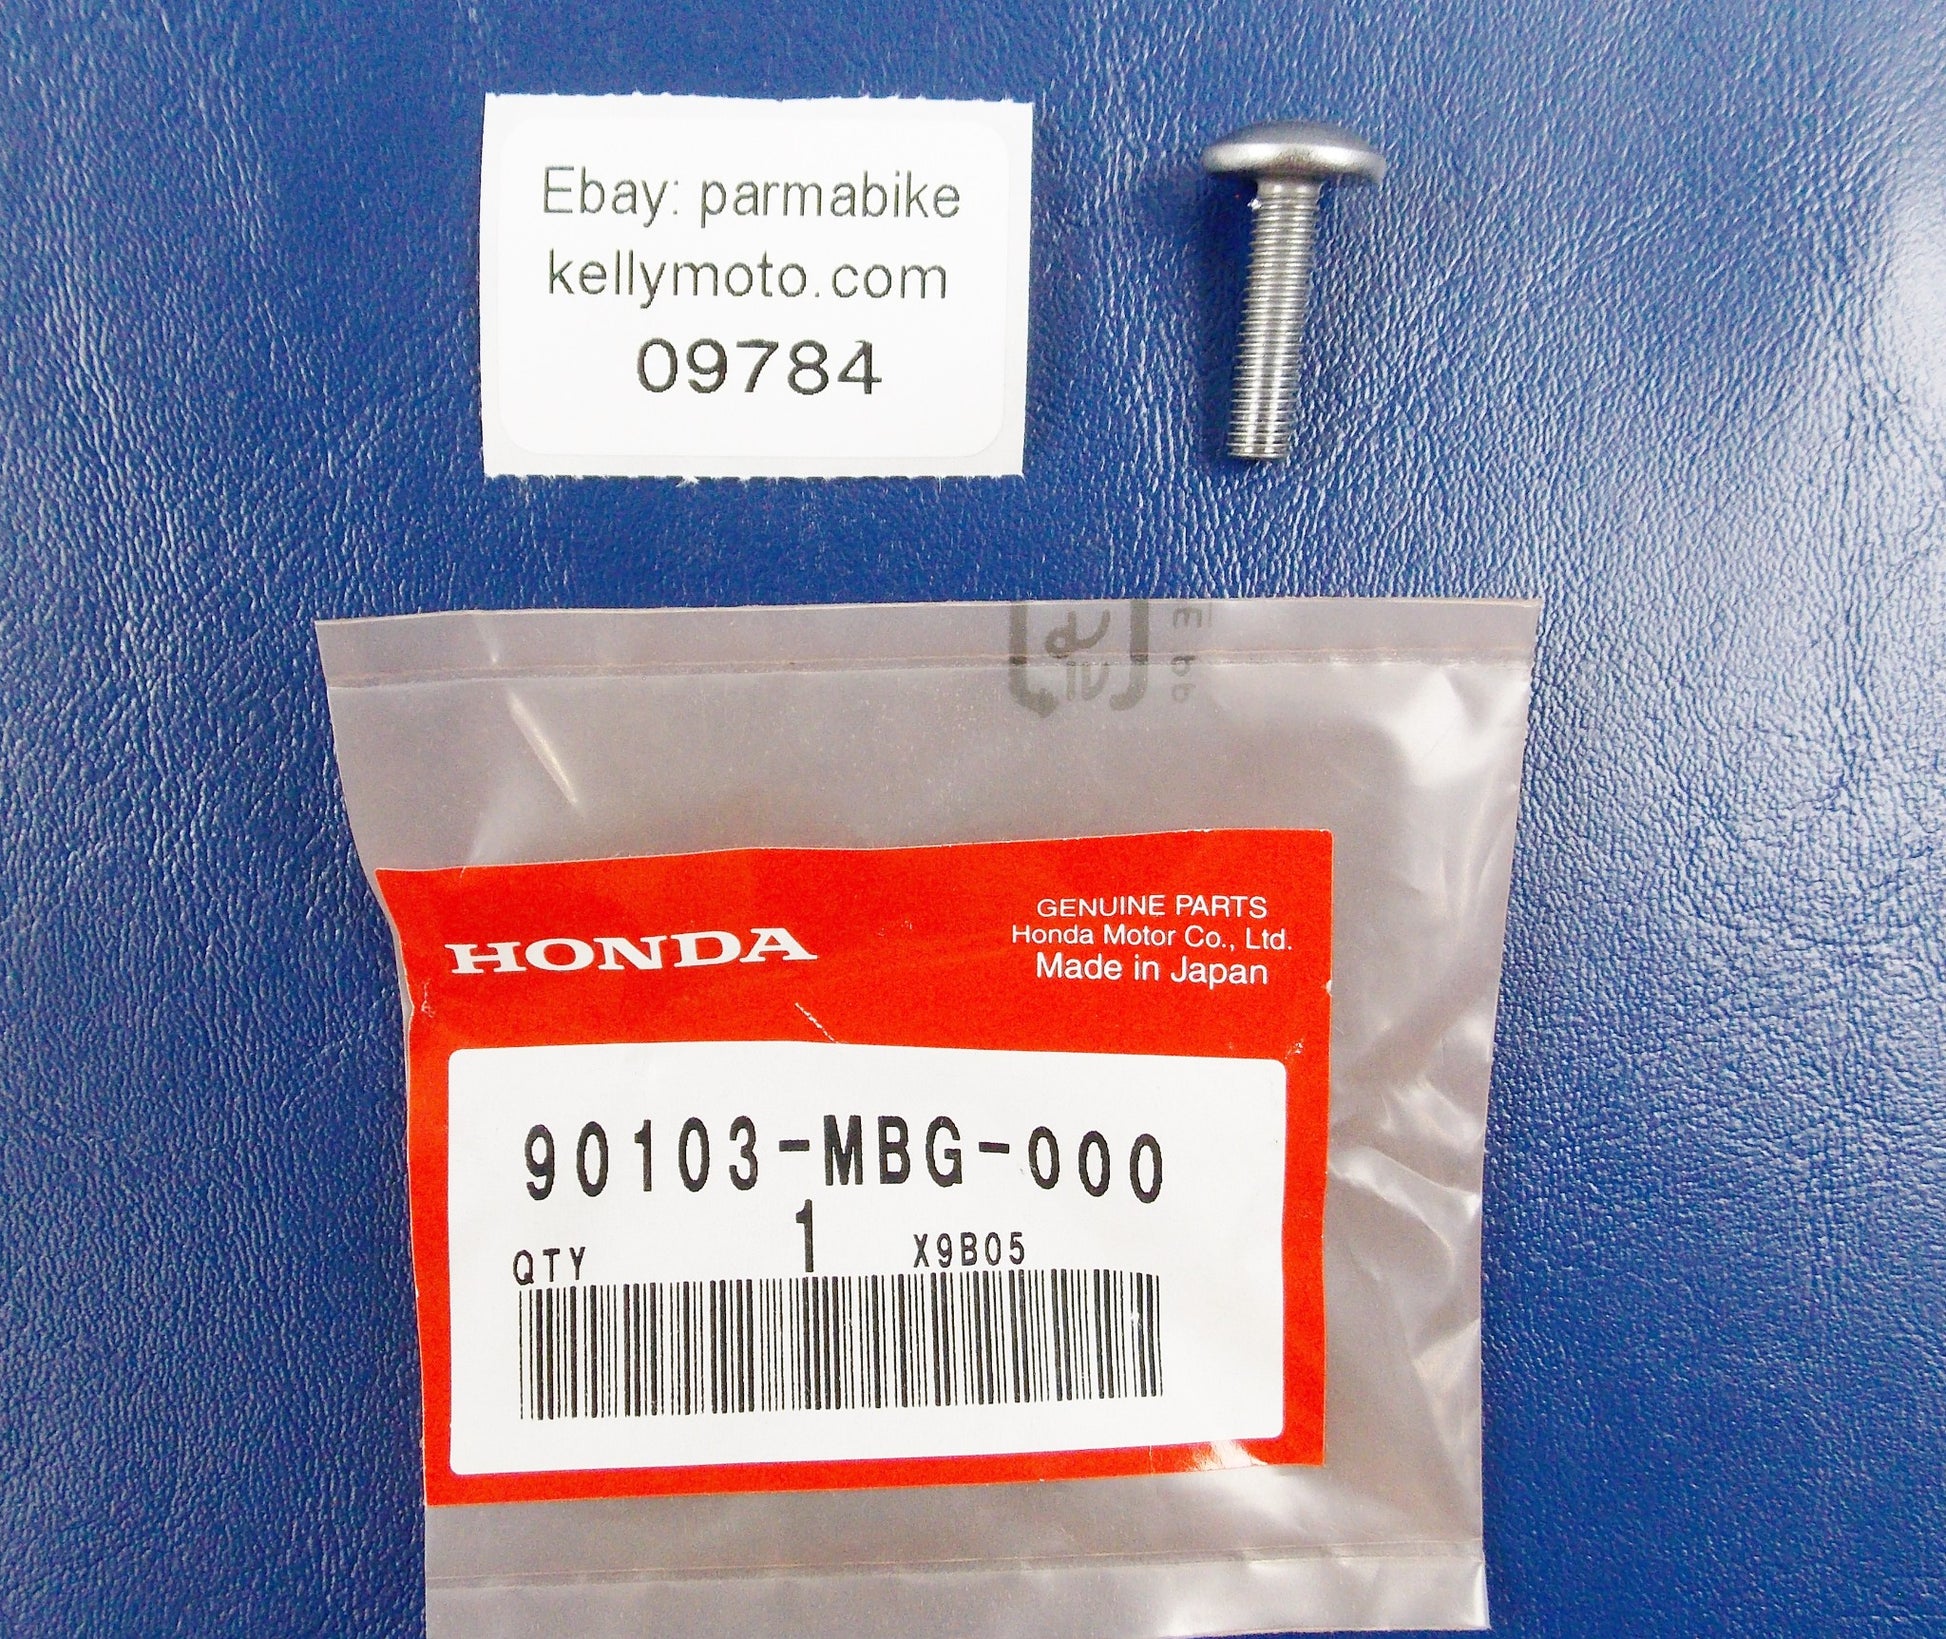 Ebay: parmabike
kellymoto.com
09784
HONDA
GENUINE PARTS
Honda Motor Co., Ltd.
Made in Japan
90103-MBG-000
QTY 1 X9B05